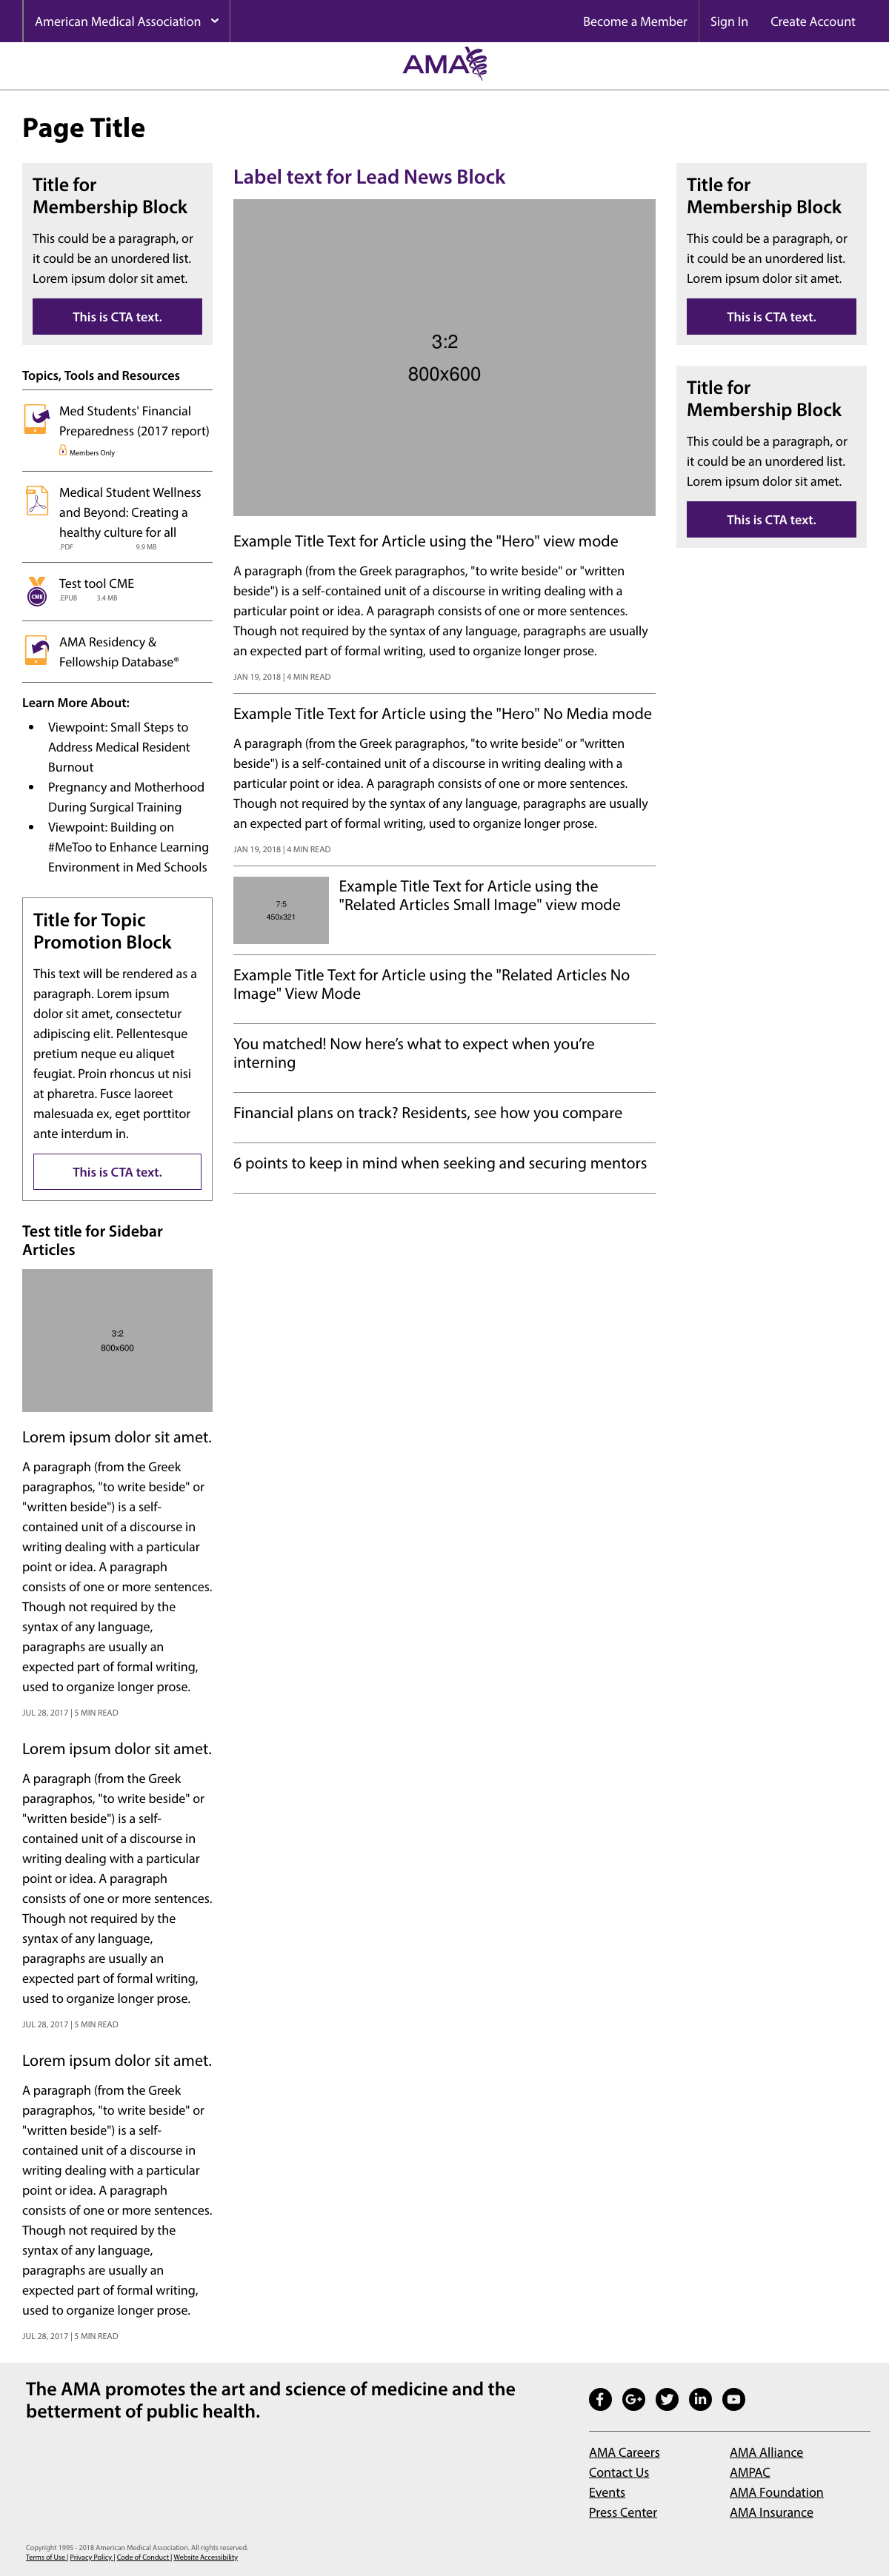 American Medical Association
Become a Member
Sign In
Create Account
AMA
Page Title
Title for
Membership Block
This could be a paragraph, or
it could be an unordered list.
Lorem ipsum dolor sit amet.
This is CTA text.
Topics, Tools and Resources
Med Students' Financial
Preparedness (2017 report)
Members Only
Medical Student Wellness
and Beyond: Creating a
healthy culture for all
.PDF 9.9 MB
CME
Test tool CME
.EPUB 3.4 MB
AMA Residency &
Fellowship Database®
Learn More About:
• Viewpoint: Small Steps to
Address Medical Resident
Burnout
• Pregnancy and Motherhood
During Surgical Training
• Viewpoint: Building on
#MeToo to Enhance Learning
Environment in Med Schools
Title for Topic
Promotion Block
This text will be rendered as a
paragraph. Lorem ipsum
dolor sit amet, consectetur
adipiscing elit. Pellentesque
pretium neque eu aliquet
feugiat. Proin rhoncus ut nisi
at pharetra. Fusce laoreet
malesuada ex, eget porttitor
ante interdum in.
This is CTA text.
Test title for Sidebar
Articles
3:2
800x600
Lorem ipsum dolor sit amet.
A paragraph (from the Greek
paragraphos, "to write beside" or
"written beside") is a self-
contained unit of a discourse in
writing dealing with a particular
point or idea. A paragraph
consists of one or more sentences.
Though not required by the
syntax of any language,
paragraphs are usually an
expected part of formal writing,
used to organize longer prose.
JUL 28, 2017 | 5 MIN READ
Lorem ipsum dolor sit amet.
A paragraph (from the Greek
paragraphos, "to write beside" or
"written beside") is a self-
contained unit of a discourse in
writing dealing with a particular
point or idea. A paragraph
consists of one or more sentences.
Though not required by the
syntax of any language,
paragraphs are usually an
expected part of formal writing,
used to organize longer prose.
JUL 28, 2017 | 5 MIN READ
Lorem ipsum dolor sit amet.
A paragraph (from the Greek
paragraphos, "to write beside" or
"written beside") is a self-
contained unit of a discourse in
writing dealing with a particular
point or idea. A paragraph
consists of one or more sentences.
Though not required by the
syntax of any language,
paragraphs are usually an
expected part of formal writing,
used to organize longer prose.
JUL 28, 2017 | 5 MIN READ
Label text for Lead News Block
3:2
800x600
Example Title Text for Article using the "Hero" view mode
A paragraph (from the Greek paragraphos, "to write beside" or "written
beside") is a self-contained unit of a discourse in writing dealing with a
particular point or idea. A paragraph consists of one or more sentences.
Though not required by the syntax of any language, paragraphs are usually
an expected part of formal writing, used to organize longer prose.
JAN 19, 2018 | 4 MIN READ
Example Title Text for Article using the "Hero" No Media mode
A paragraph (from the Greek paragraphos, "to write beside" or "written
beside") is a self-contained unit of a discourse in writing dealing with a
particular point or idea. A paragraph consists of one or more sentences.
Though not required by the syntax of any language, paragraphs are usually
an expected part of formal writing, used to organize longer prose.
JAN 19, 2018 | 4 MIN READ
7:5
450x321
Example Title Text for Article using the
"Related Articles Small Image" view mode
Example Title Text for Article using the "Related Articles No
Image" View Mode
You matched! Now here’s what to expect when you’re
interning
Financial plans on track? Residents, see how you compare
6 points to keep in mind when seeking and securing mentors
Title for
Membership Block
This could be a paragraph, or
it could be an unordered list.
Lorem ipsum dolor sit amet.
This is CTA text.
Title for
Membership Block
This could be a paragraph, or
it could be an unordered list.
Lorem ipsum dolor sit amet.
This is CTA text.
The AMA promotes the art and science of medicine and the
betterment of public health.
AMA Careers
Contact Us
Events
Press Center
AMA Alliance
AMPAC
AMA Foundation
AMA Insurance
Copyright 1995 - 2018 American Medical Association. All rights reserved.
Terms of Use | Privacy Policy | Code of Conduct | Website Accessibility